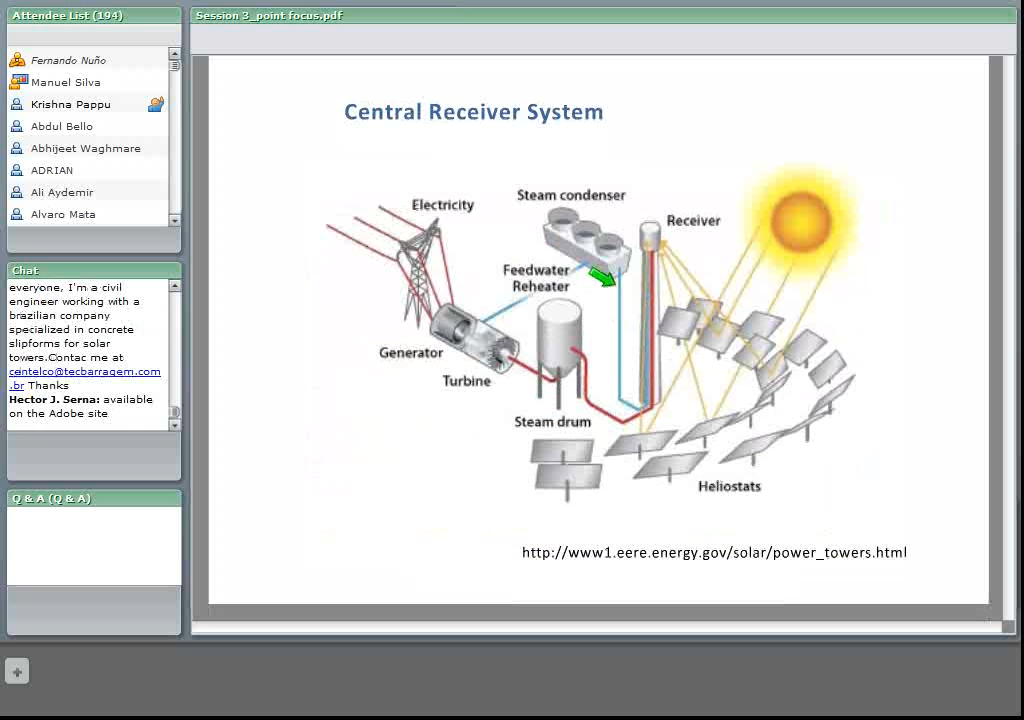 Attendee List (194)
Fernando Nuño
Manuel Silva
Krishna Pappu
Abdul Bello
Abhijeet Waghmare
ADRIAN
Ali Aydemir
Alvaro Mata
Chat
everyone, I'm a civil
engineer working with a
brazilian company
specialized in concrete
slipforms for solar
towers.Contac me at
ceintelco@tecbarragem.com
.br Thanks
Hector J. Serna: available
on the Adobe site
Q & A (Q & A)
Session 3_point focus.pdf
Central Receiver System
Electricity
Steam condenser
Receiver
Feedwater
Reheater
Generator
Turbine
Steam drum
Heliostats
http://www1.eere.energy.gov/solar/power_towers.html